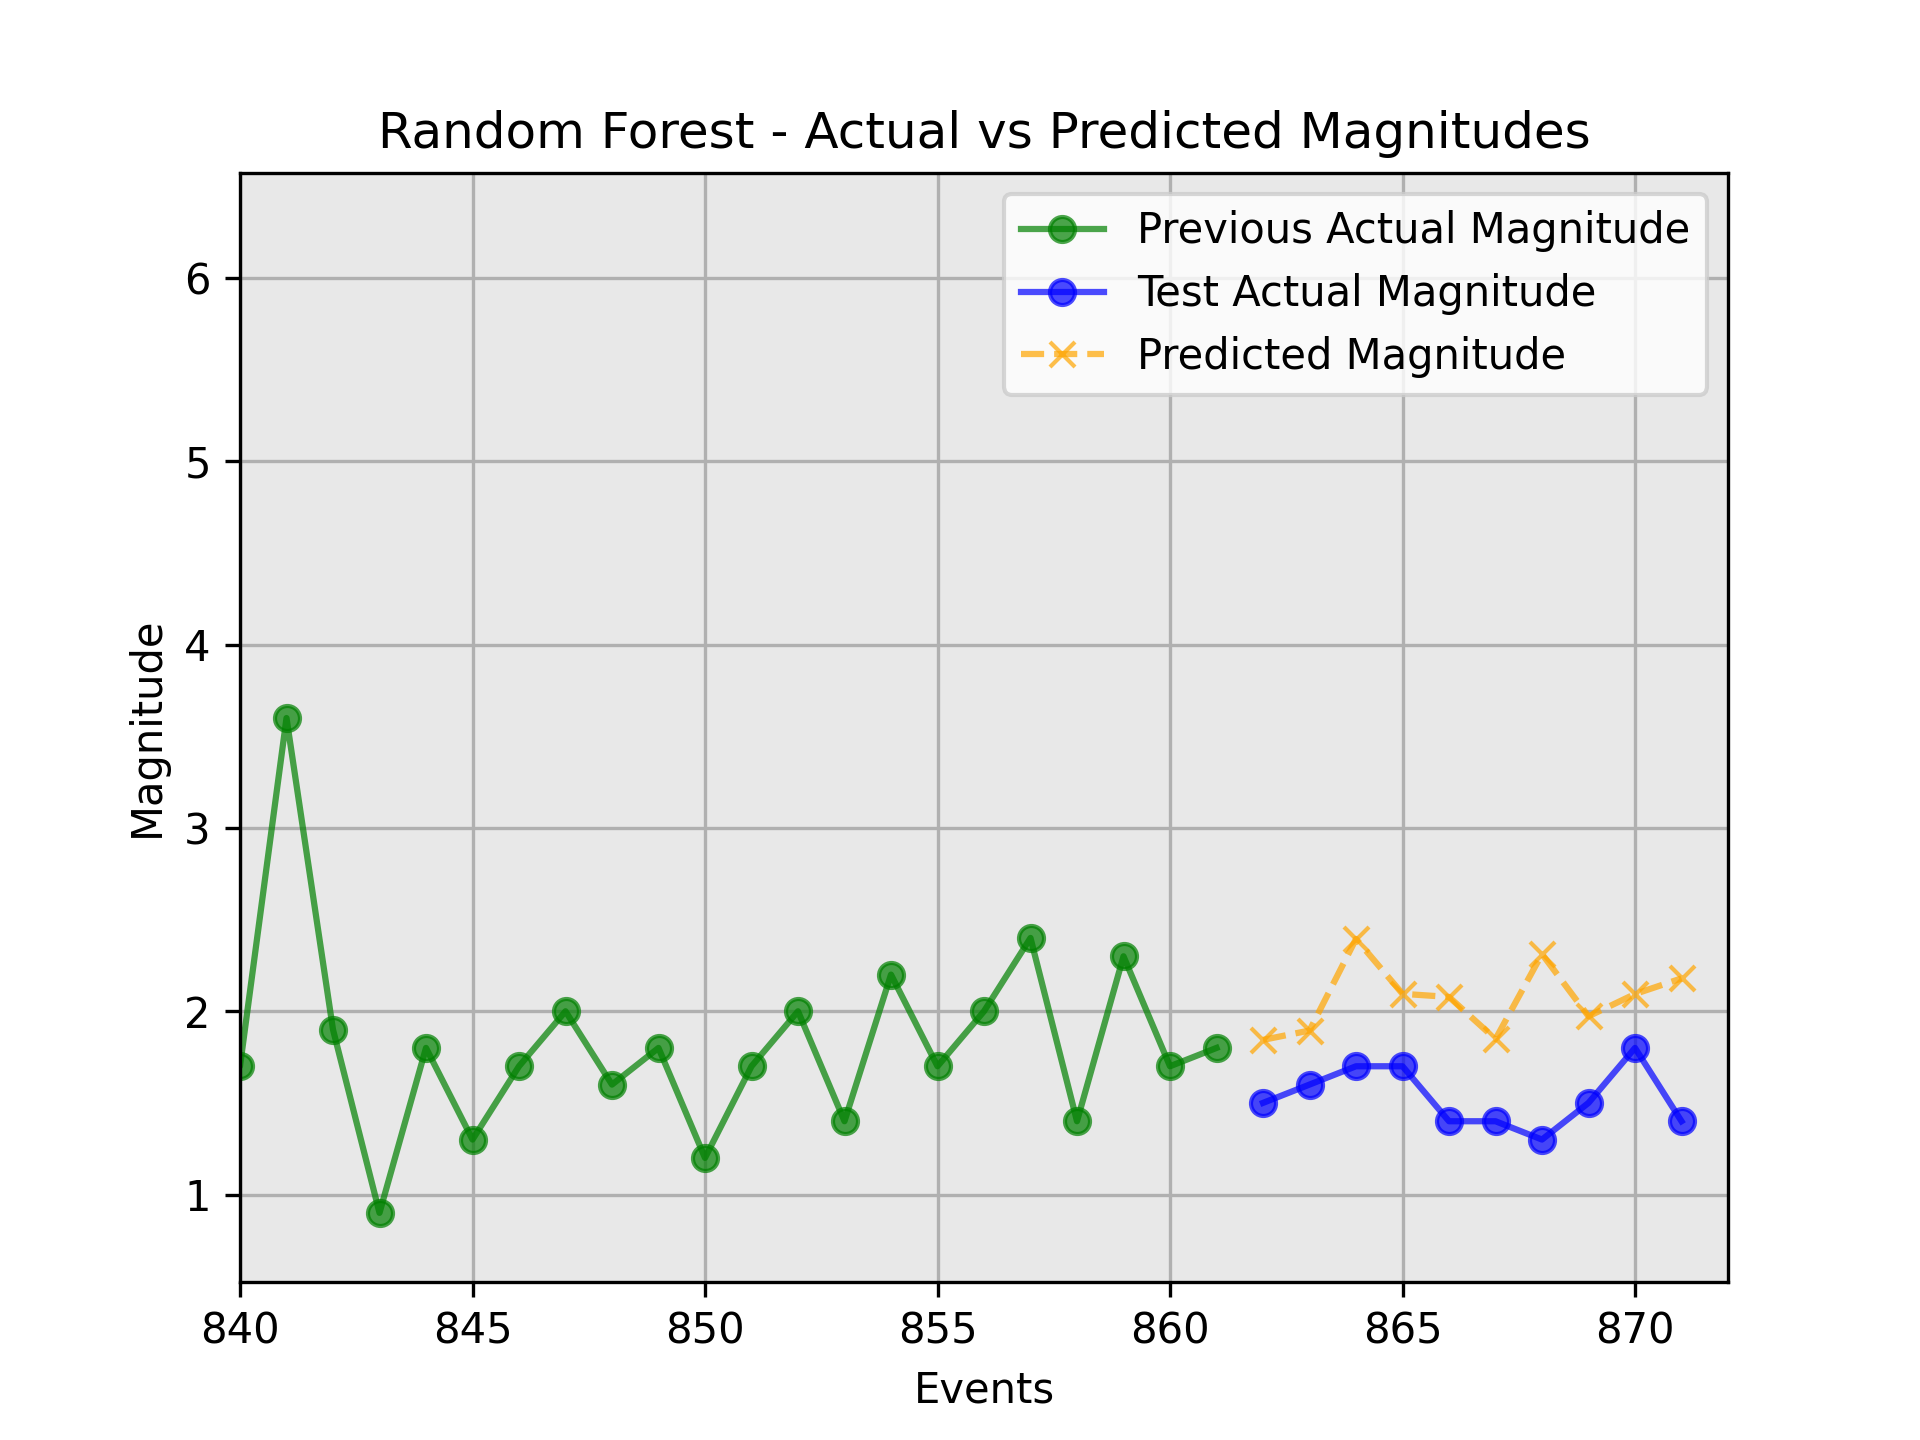 Random Forest - Actual vs Predicted Magnitudes
Previous Actual Magnitude
Test Actual Magnitude
Predicted Magnitude
Magnitude
6
5
4
3
2
1
840 845 850 855 860 865 870
Events